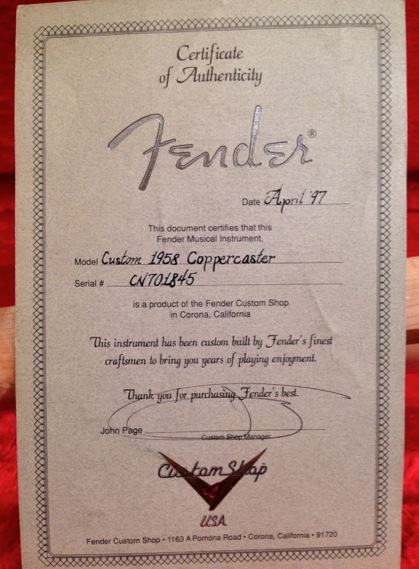 Certificate
of Authenticity
Fender®
Date April '97
This document certifies that this
Fender Musical Instrument,
Model Custom 1958 Coppercaster
Serial # CN701845
is a product of the Fender Custom Shop
in Corona, California
This instrument has been custom built by Fender's finest
craftsmen to bring you years of playing enjoyment.
Thank you for purchasing Fender's best.
John Page
Custom Shop Manager
Custom Shop
USA
Fender Custom Shop • 1163 A Pomona Road • Corona, California • 91720